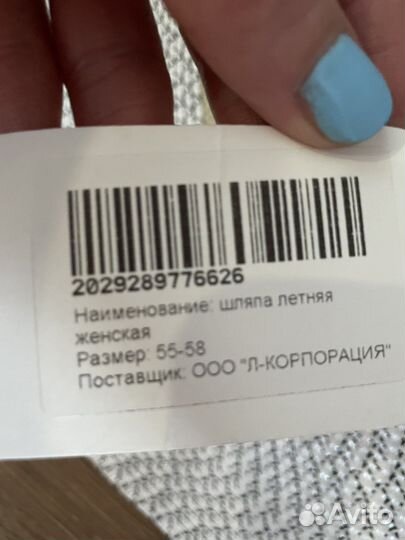 2029289776626
Наименование: шляпа летняя
женская
Размер: 55-58
Поставщик: ООО "Л-КОРПОРАЦИЯ"
Avito